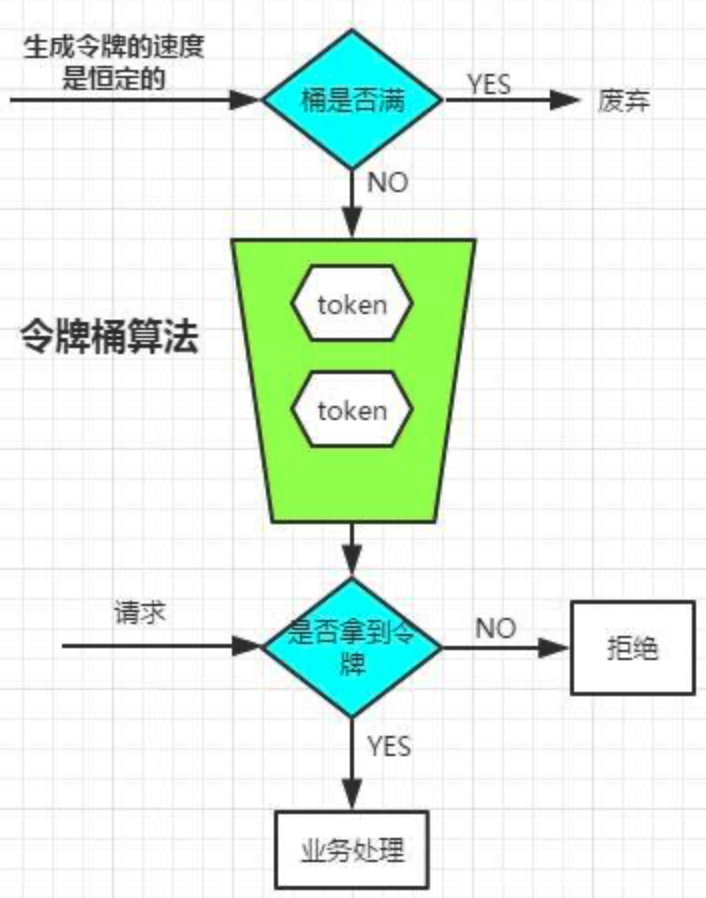 生成令牌的速度
是恒定的
桶是否满
YES
废弃
NO
token
令牌桶算法
token
请求
是否拿到令
牌
NO
拒绝
YES
业务处理